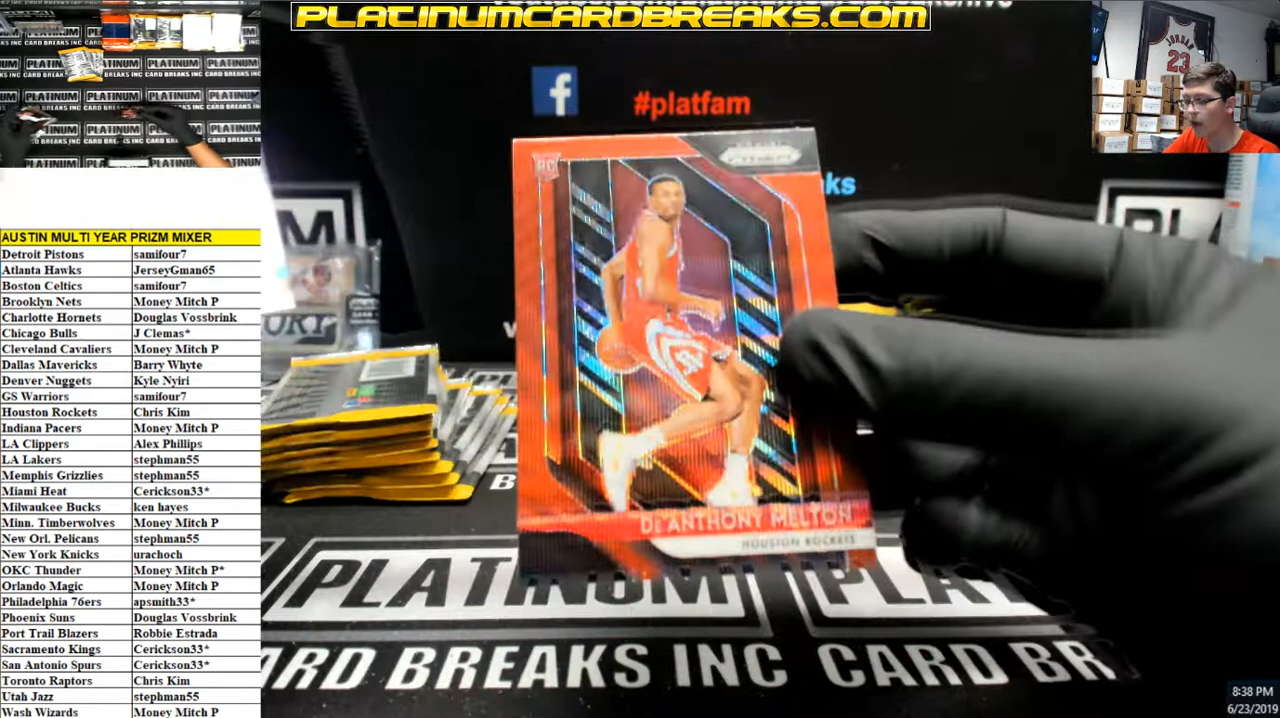 PLATINUMCARDBREAKS.COM
#platfam
JORDAN
23
PLATINUM
CARD BREAKS INC
AUSTIN MULTI YEAR PRIZM MIXER
Detroit Pistons samifour7
Atlanta Hawks JerseyGman65
Boston Celtics samifour7
Brooklyn Nets Money Mitch P
Charlotte Hornets Douglas Vossbrink
Chicago Bulls J Clemas*
Cleveland Cavaliers Money Mitch P
Dallas Mavericks Barry Whyte
Denver Nuggets Kyle Nyiri
GS Warriors samifour7
Houston Rockets Chris Kim
Indiana Pacers Money Mitch P
LA Clippers Alex Phillips
LA Lakers stephman55
Memphis Grizzlies stephman55
Miami Heat Cerickson33*
Milwaukee Bucks ken hayes
Minn. Timberwolves Money Mitch P
New Orl. Pelicans stephman55
New York Knicks urachoch
OKC Thunder Money Mitch P*
Orlando Magic Money Mitch P
Philadelphia 76ers apsmith33*
Phoenix Suns Douglas Vossbrink
Port Trail Blazers Robbie Estrada
Sacramento Kings Cerickson33*
San Antonio Spurs Cerickson33*
Toronto Raptors Chris Kim
Utah Jazz stephman55
Wash Wizards Money Mitch P
RC
PRIZM
DE'ANTHONY MELTON
HOUSTON ROCKETS
PLATINUM PLA
ARD BREAKS INC CARD BR
8:38 PM
6/23/2019